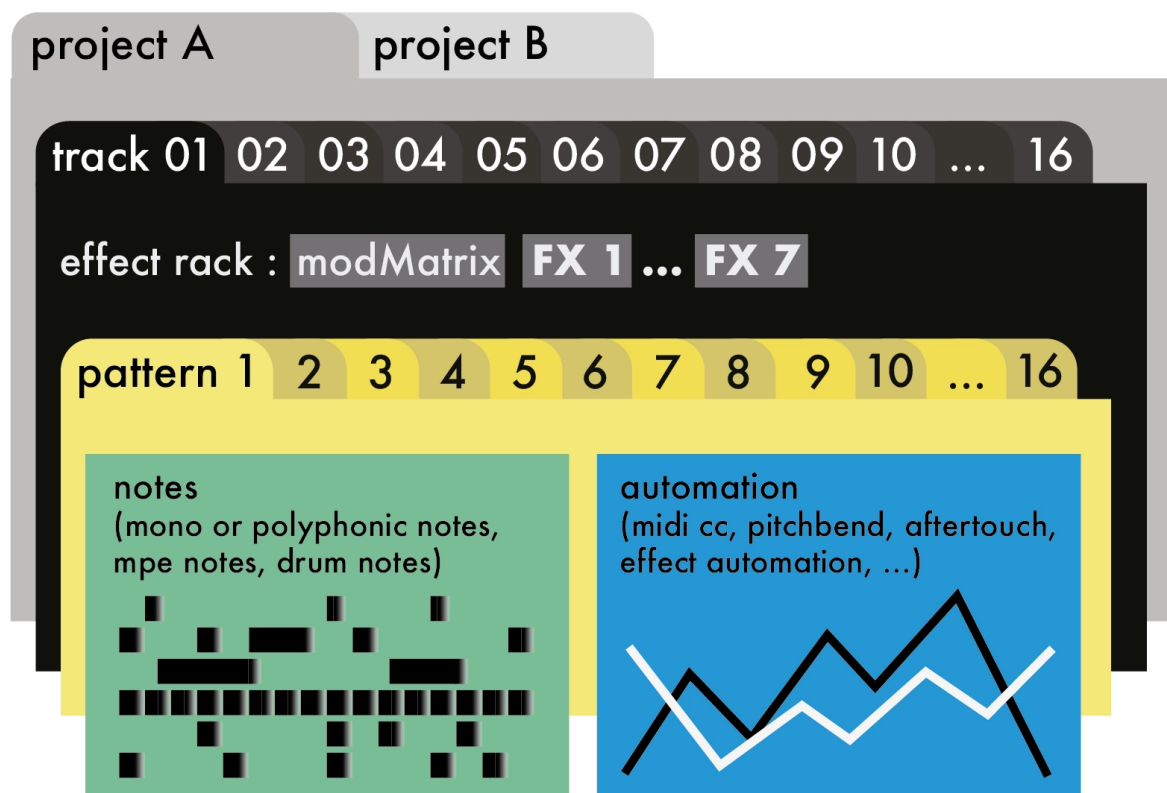 project A project B
track 01 02 03 04 05 06 07 08 09 10 ... 16
effect rack : modMatrix FX 1 ... FX 7
pattern 1 2 3 4 5 6 7 8 9 10 ... 16
notes
(mono or polyphonic notes,
mpe notes, drum notes)
automation
(midi cc, pitchbend, aftertouch,
effect automation, ...)